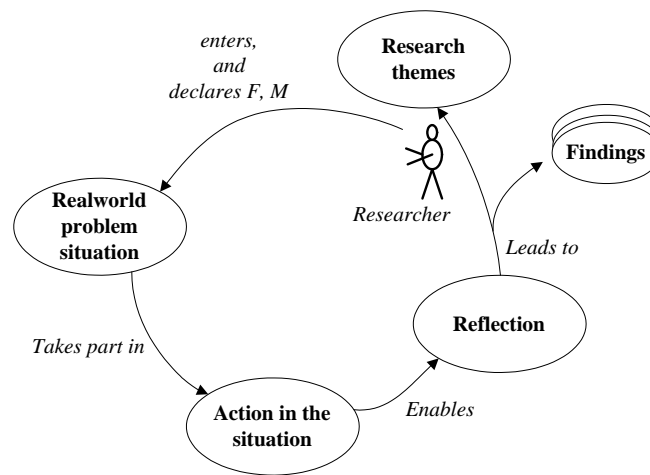 enters,
and
declares F, M
Research
themes
Findings
Researcher
Realworld
problem
situation
Leads to
Reflection
Takes part in
Action in the
situation
Enables